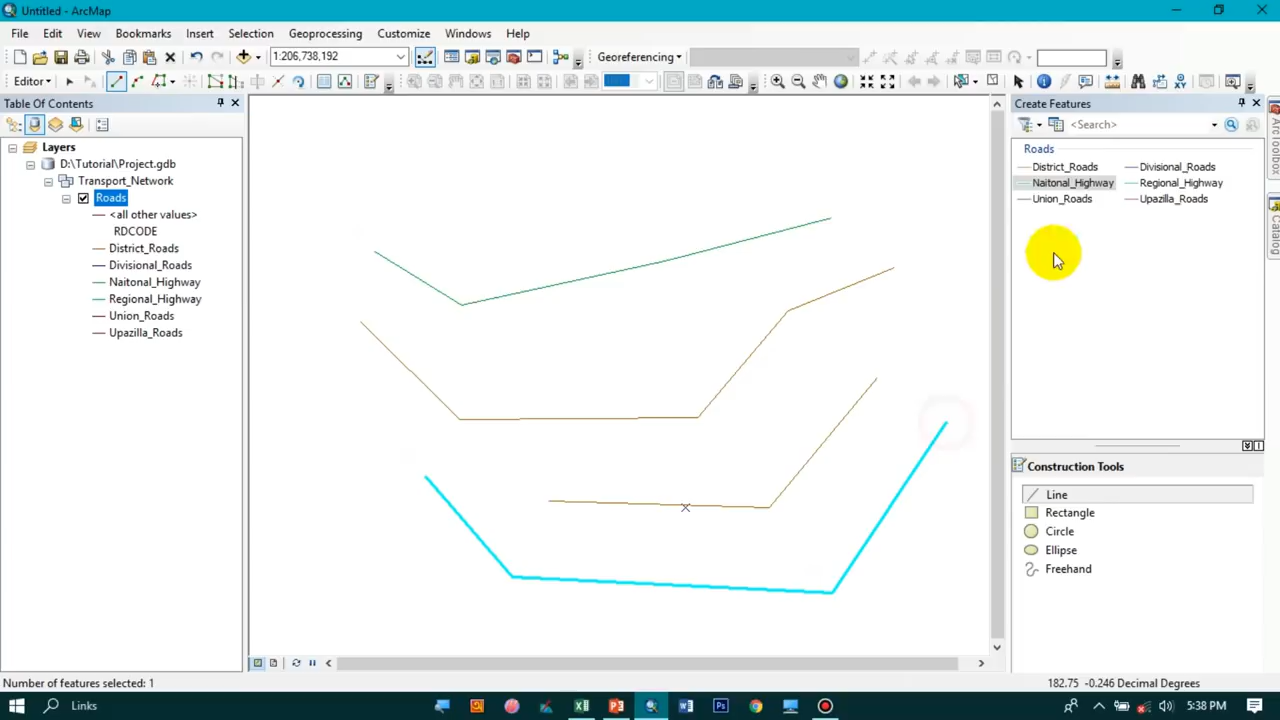 Untitled - ArcMap
File Edit View Bookmarks Insert Selection Geoprocessing Customize Windows Help
1:206,738,192 Georeferencing
Editor
Table Of Contents
Create Features
<Search>
Layers
D:\Tutorial\Project.gdb
Transport_Network
Roads
<all other values>
RDCODE
District_Roads
Divisional_Roads
Naitonal_Highway
Regional_Highway
Union_Roads
Upazilla_Roads
Roads
District_Roads Divisional_Roads
Naitonal_Highway Regional_Highway
Union_Roads Upazilla_Roads
ArcToolbox
Catalog
Construction Tools
Line
Rectangle
Circle
Ellipse
Freehand
Number of features selected: 1
182.75 -0.246 Decimal Degrees
Links
5:38 PM